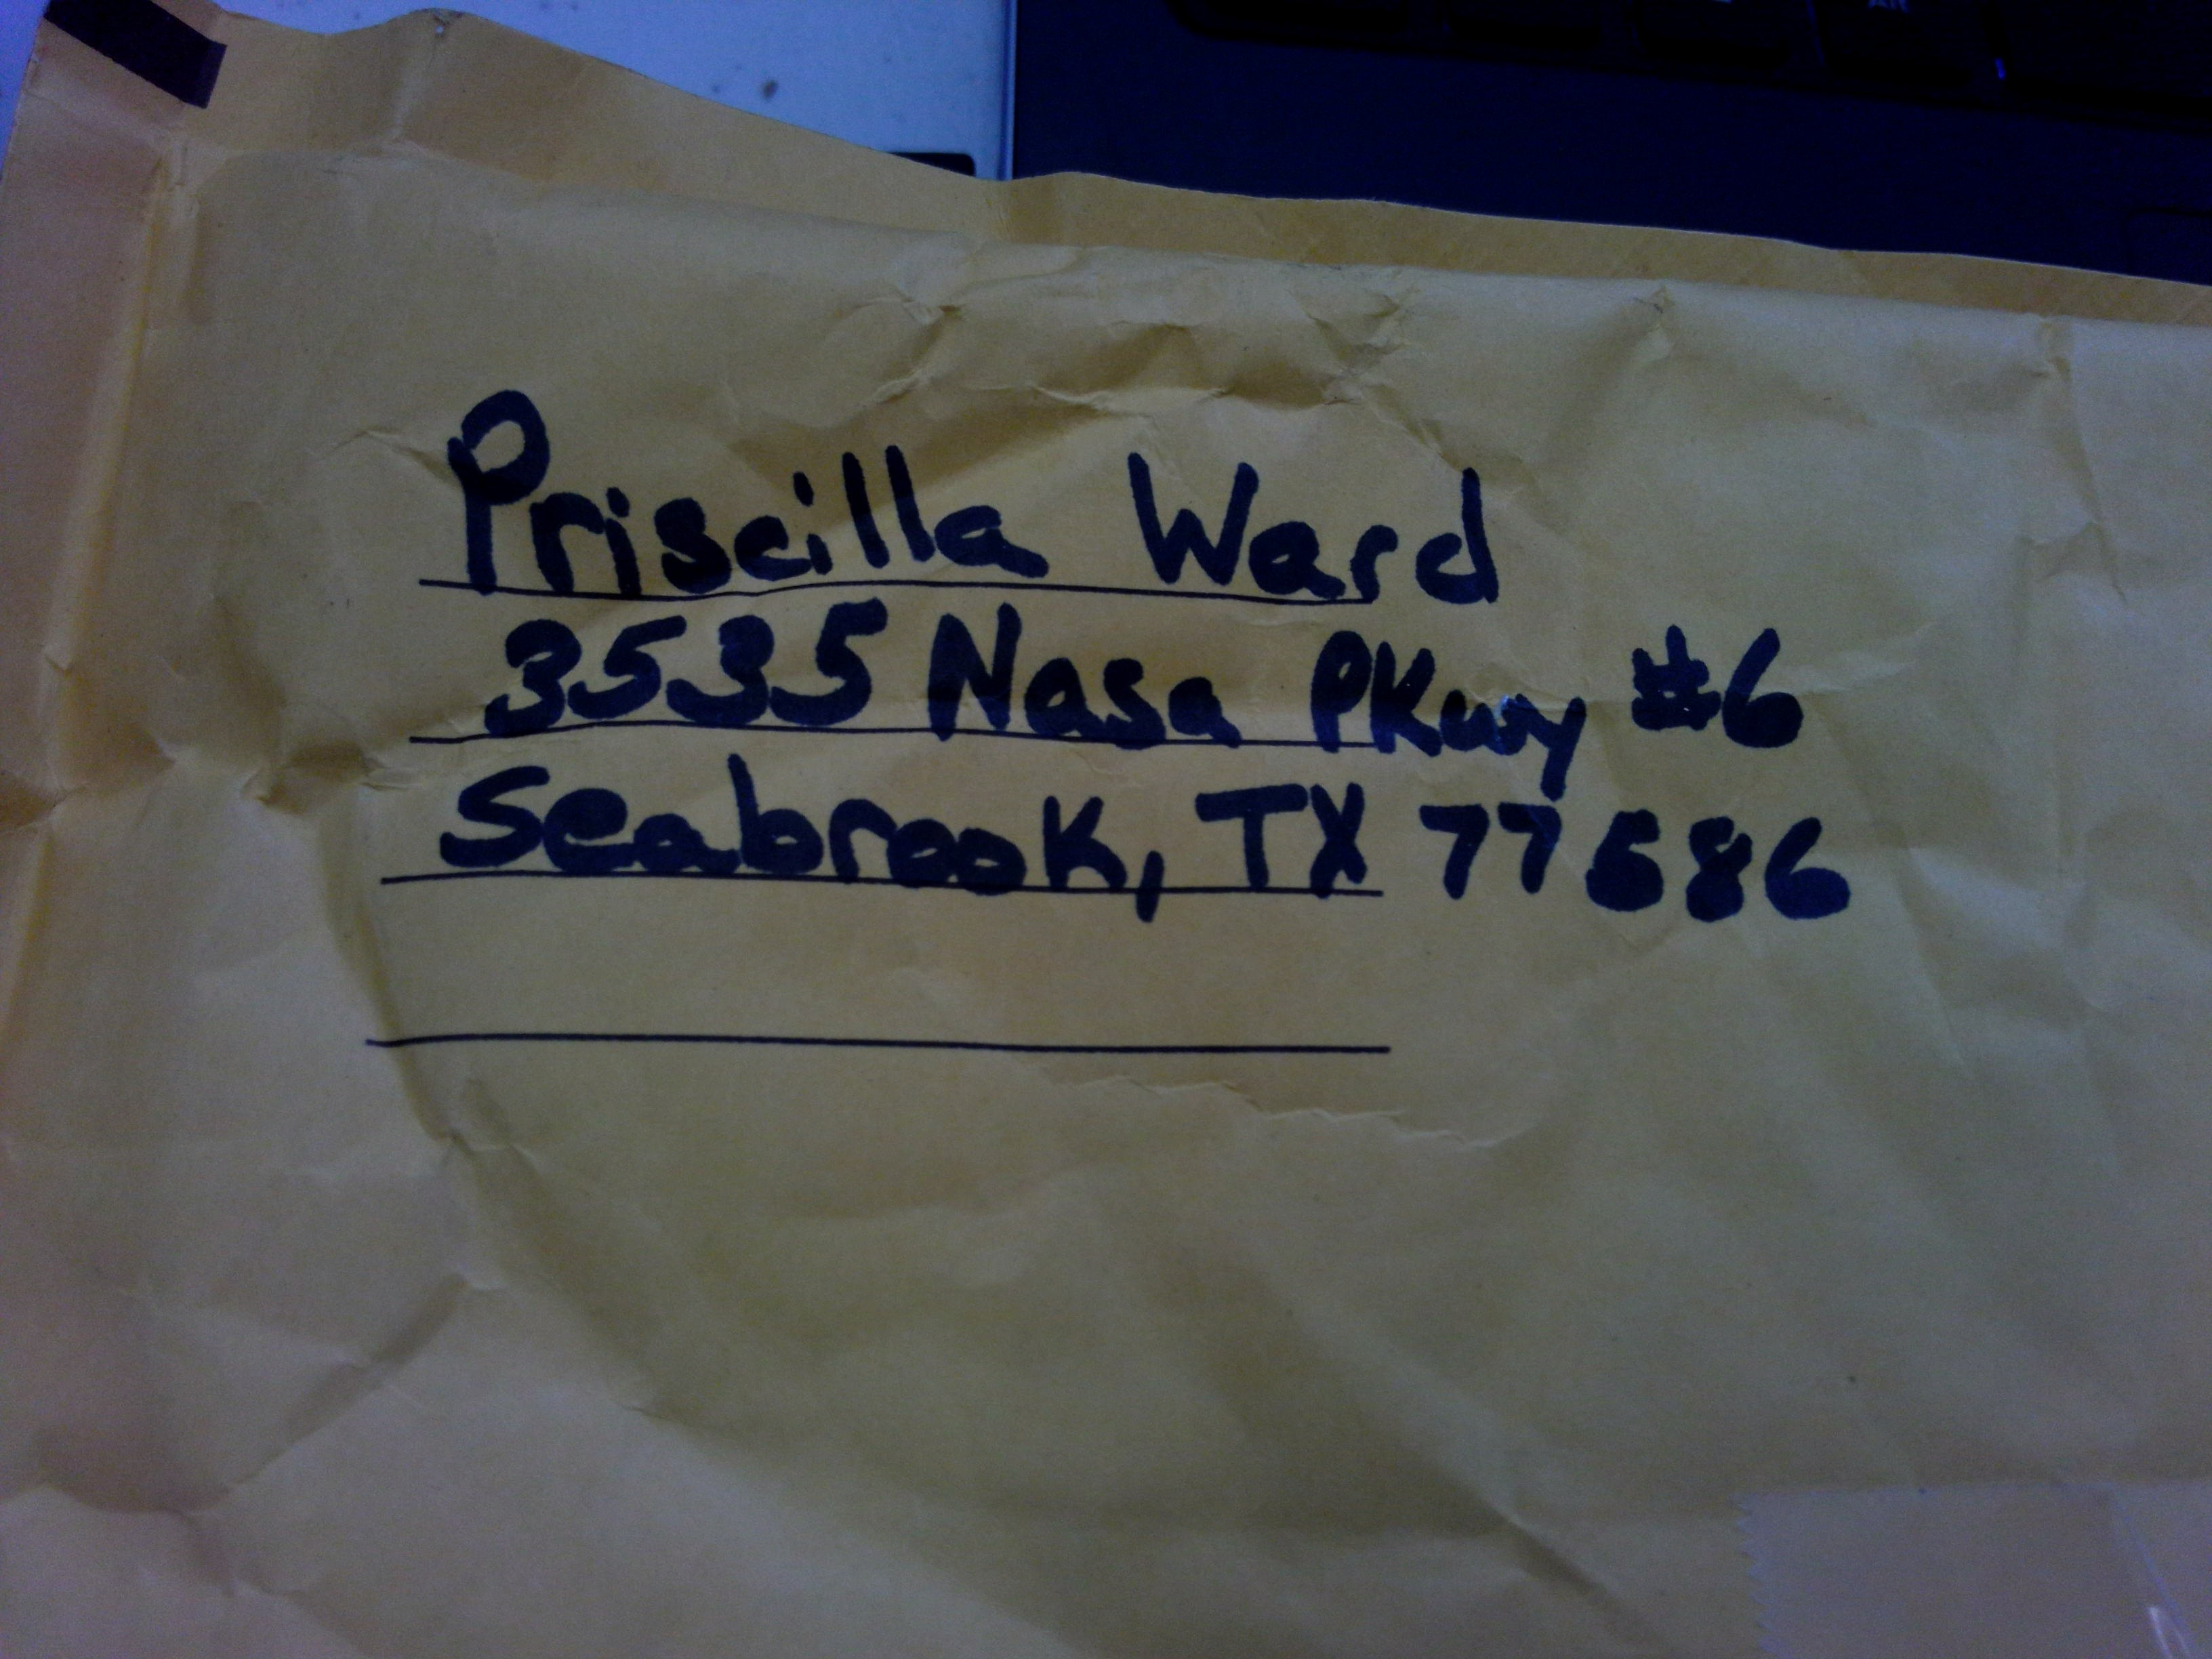 Priscilla Ward
3535 Nasa PKwy #6
Seabrook, TX 77586